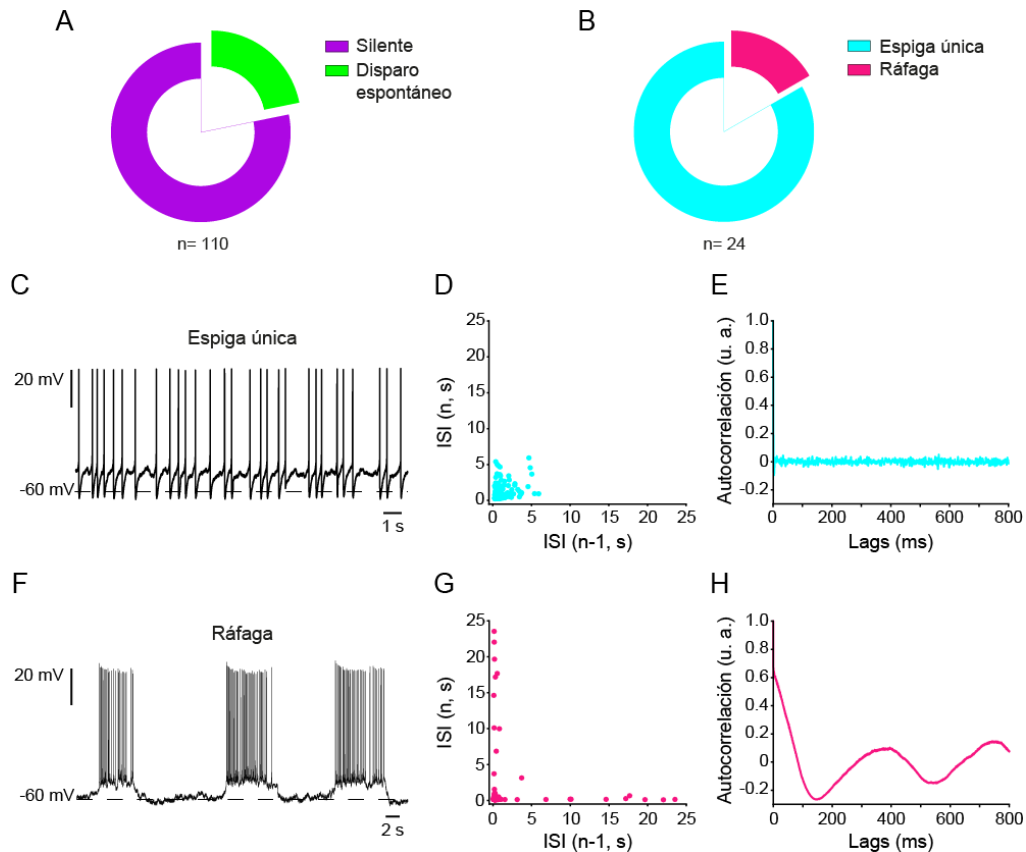 A
Silente
Disparo
espontáneo
n= 110
B
Espiga única
Ráfaga
n= 24
C
Espiga única
20 mV
-60 mV
1 s
D
25
20
15
10
5
0
0 5 10 15 20 25
ISI (n, s)
ISI (n-1, s)
E
1.0
0.8
0.6
0.4
0.2
0
-0.2
0 200 400 600 800
Autocorrelación (u. a.)
Lags (ms)
F
Ráfaga
20 mV
-60 mV
2 s
G
25
20
15
10
5
0
0 5 10 15 20 25
ISI (n, s)
ISI (n-1, s)
H
1.0
0.8
0.6
0.4
0.2
0
-0.2
0 200 400 600 800
Autocorrelación (u. a.)
Lags (ms)